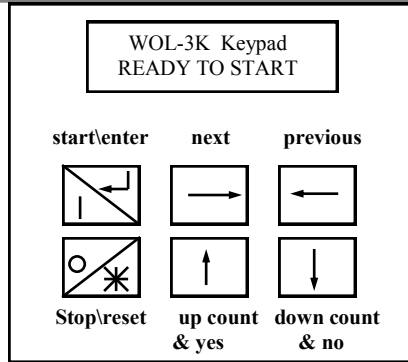 WOL-3K Keypad
READY TO START
start\enter next previous
Stop\reset up count down count
& yes & no